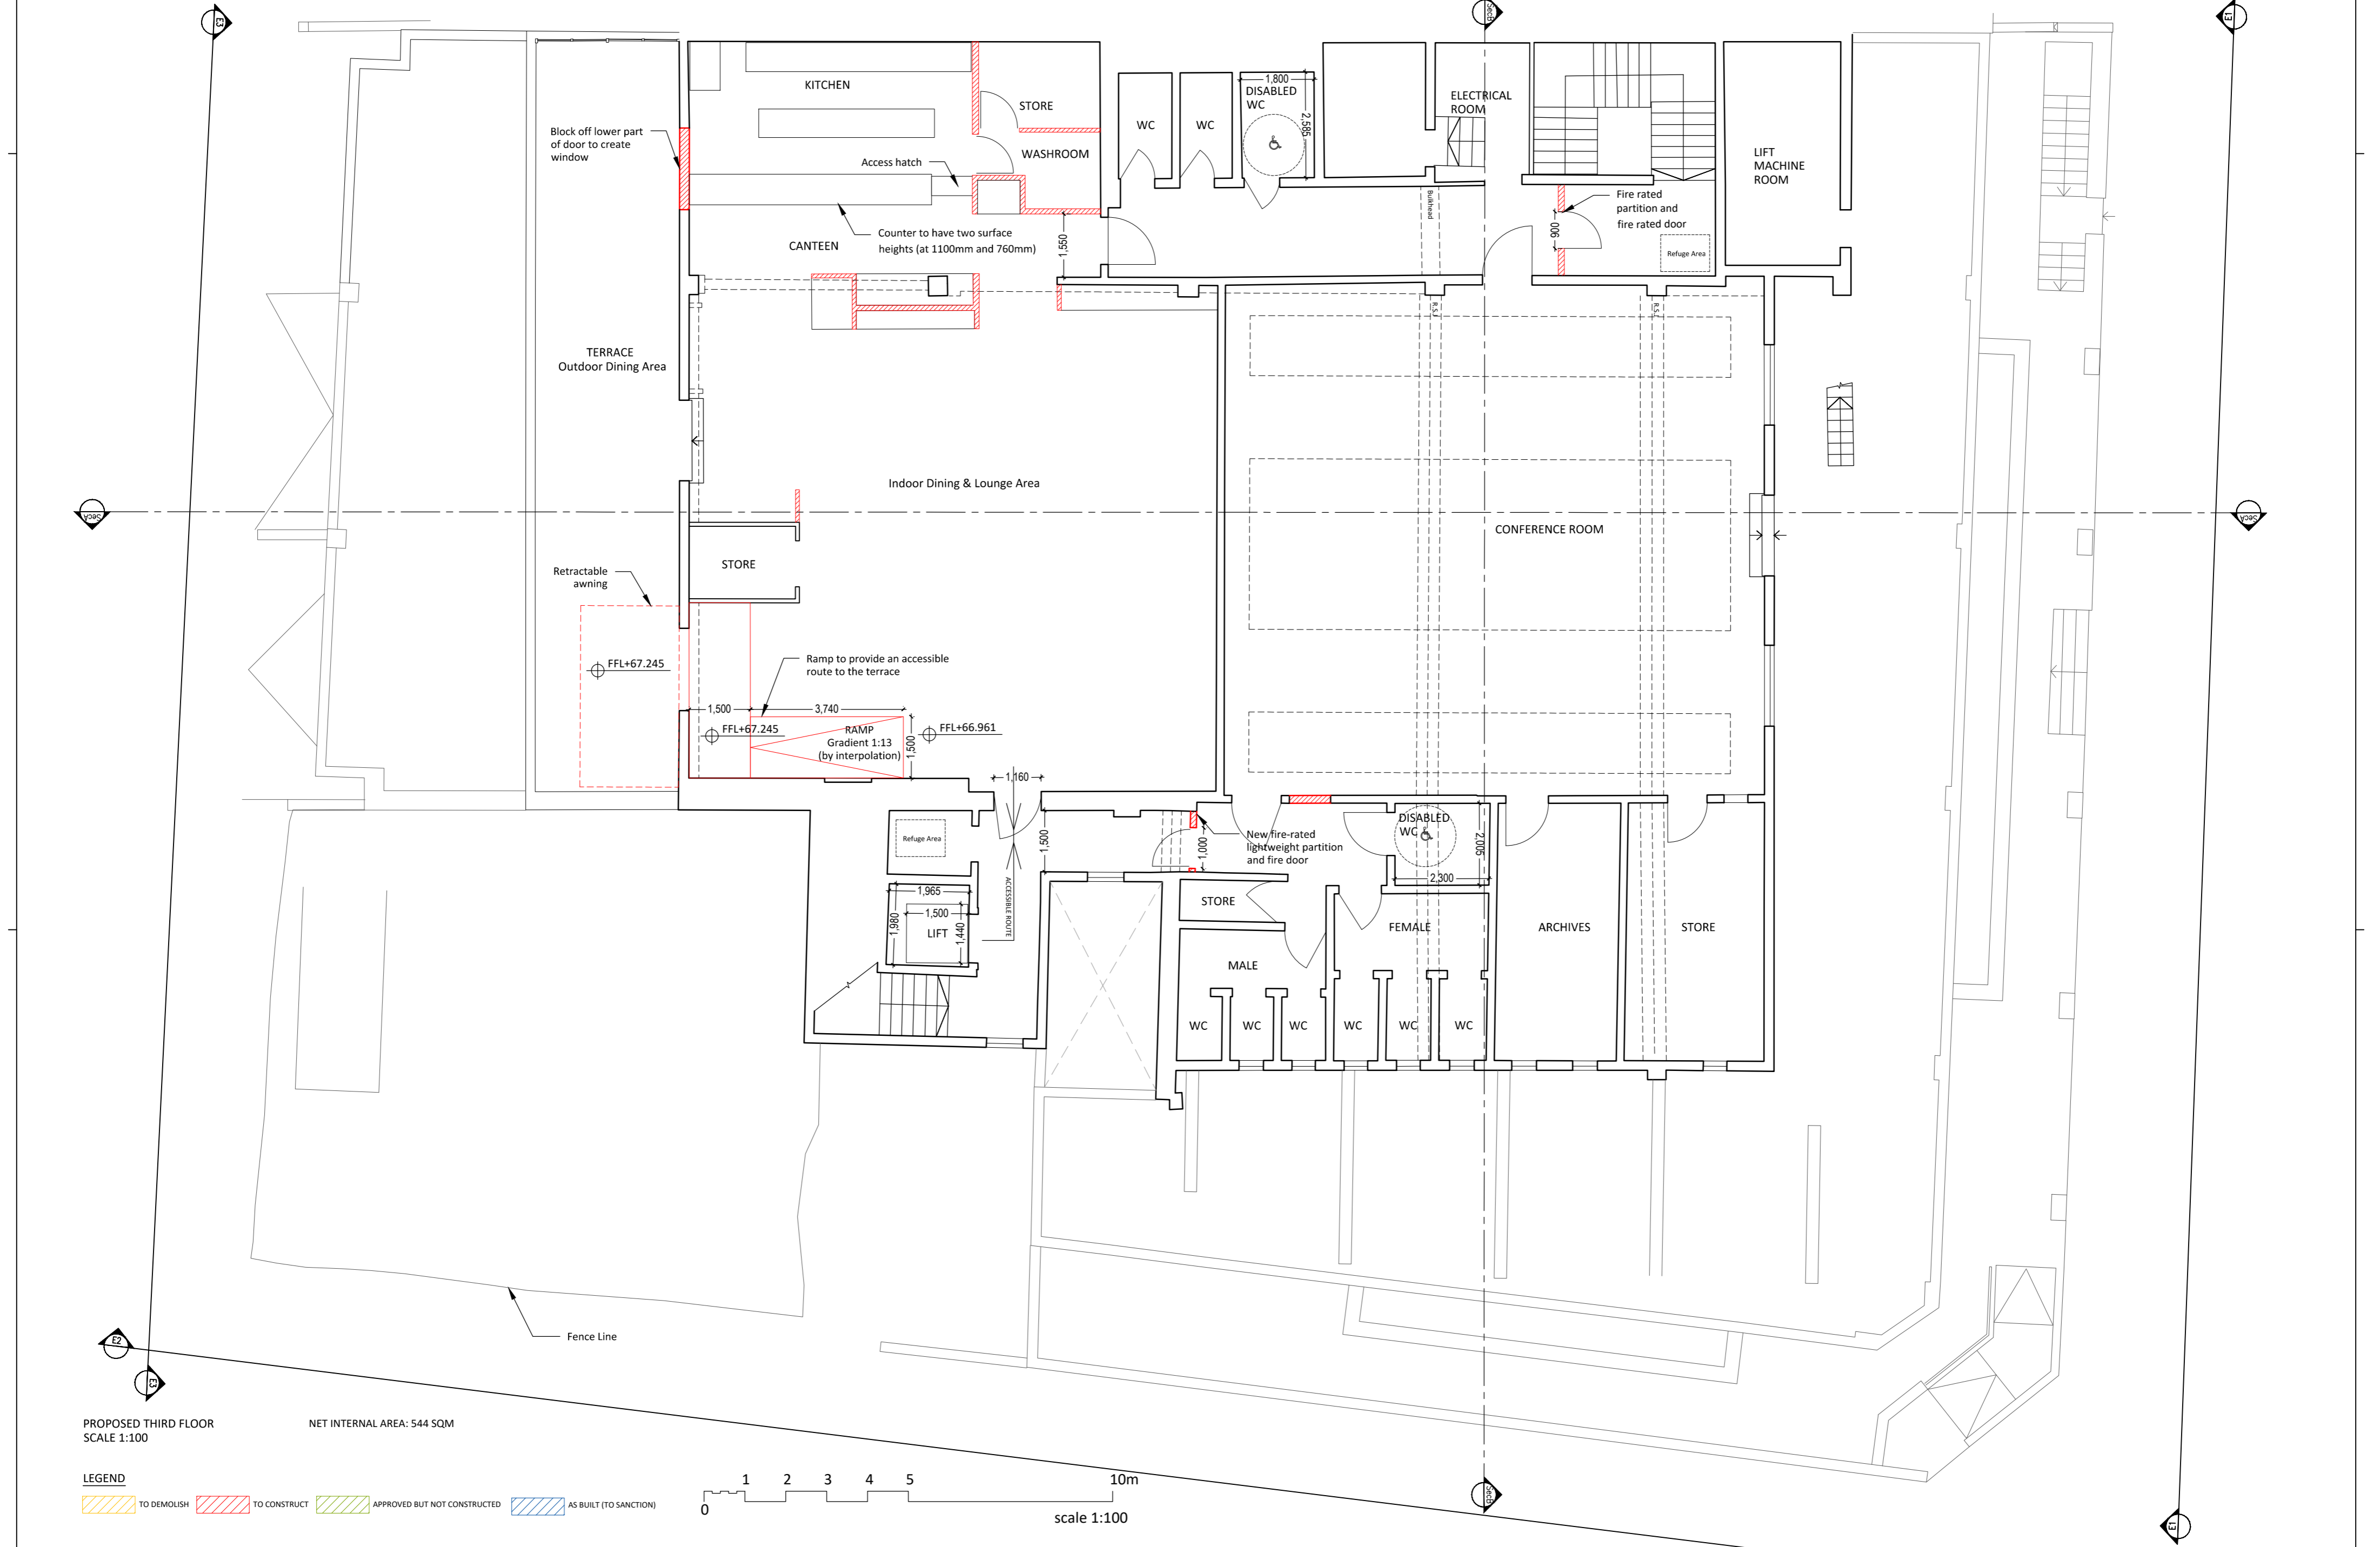 E3
SecB
E1
KITCHEN
STORE
Block off lower part
of door to create
window
Access hatch
WASHROOM
WC
WC
1,800
DISABLED
WC
2,585
ELECTRICAL
ROOM
LIFT
MACHINE
ROOM
Bulkhead
Fire rated
partition and
fire rated door
900
Refuge Area
Counter to have two surface
heights (at 1100mm and 760mm)
CANTEEN
1,550
R.S.J
R.S.J
TERRACE
Outdoor Dining Area
Indoor Dining & Lounge Area
SecA
SecA
CONFERENCE ROOM
STORE
Retractable
awning
FFL+67.245
Ramp to provide an accessible
route to the terrace
1,500
3,740
FFL+67.245
RAMP
Gradient 1:13
(by interpolation)
1,500
FFL+66.961
1,160
Refuge Area
1,500
1,000
New fire-rated
lightweight partition
and fire door
DISABLED
WC
2,005
2,300
ACCESSIBLE ROUTE
1,965
1,980
1,500
1,440
LIFT
STORE
MALE
FEMALE
ARCHIVES
STORE
WC
WC
WC
WC
WC
WC
Fence Line
E2
E3
PROPOSED THIRD FLOOR
SCALE 1:100
NET INTERNAL AREA: 544 SQM
LEGEND
TO DEMOLISH
TO CONSTRUCT
APPROVED BUT NOT CONSTRUCTED
AS BUILT (TO SANCTION)
0
1
2
3
4
5
10m
scale 1:100
SecB
E1